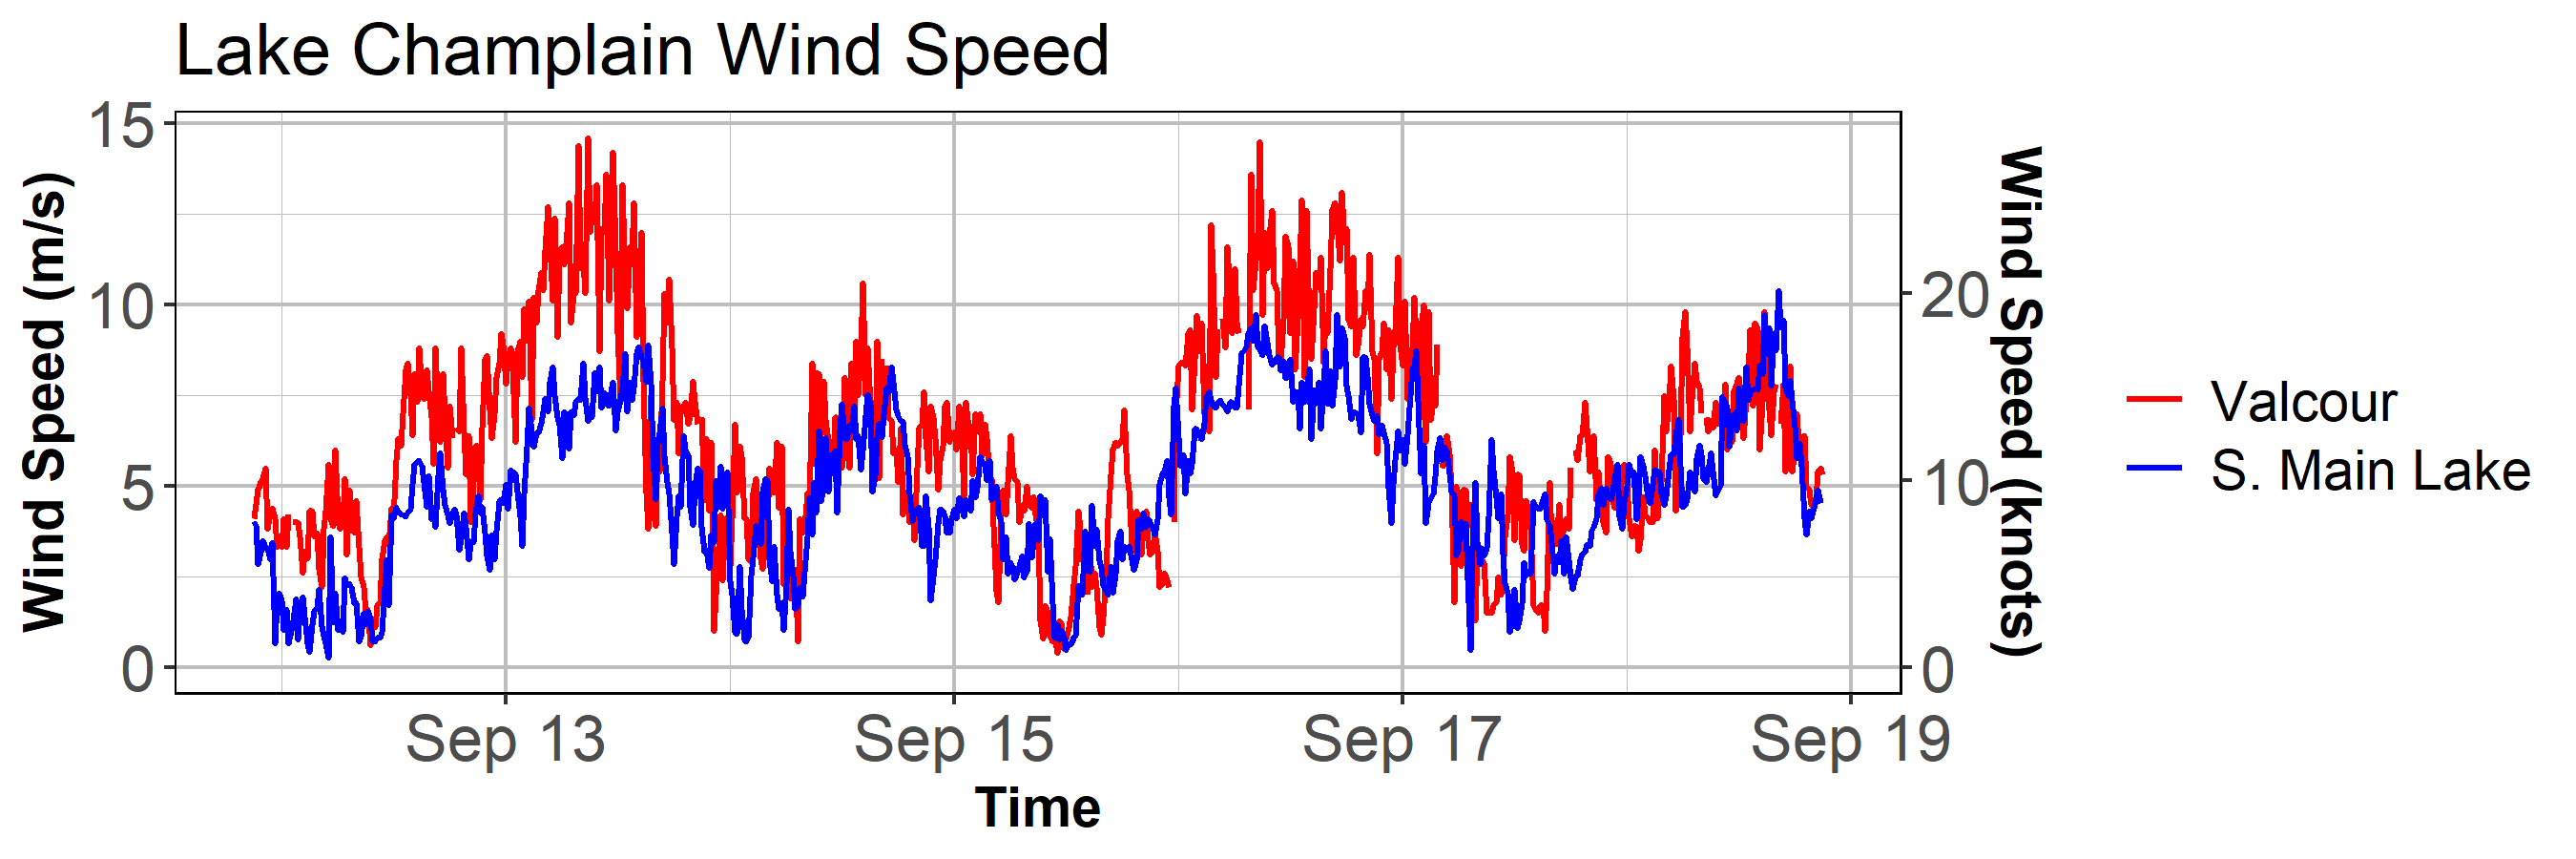 Lake Champlain Wind Speed
Wind Speed (m/s)
15
10
5
0
Wind Speed (knots)
20
10
0
Sep 13
Sep 15
Sep 17
Sep 19
Time
Valcour
S. Main Lake